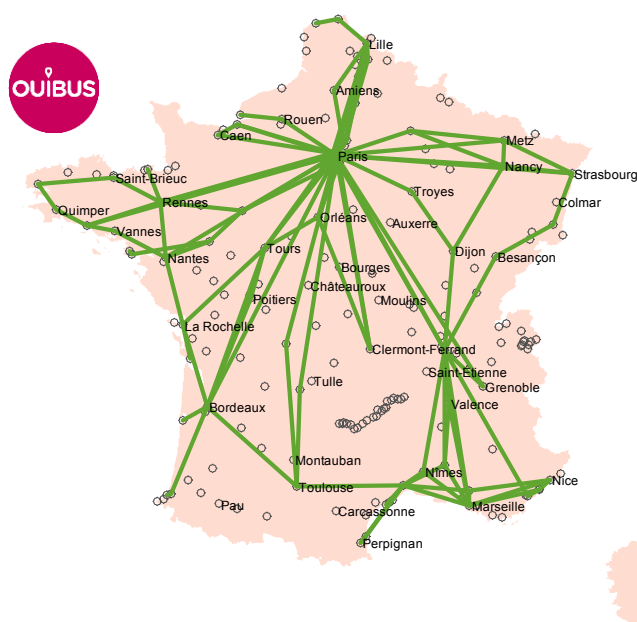 Lille
OUIBUS
Amiens
Rouen
Caen
Metz
Paris
Nancy
Strasbourg
Saint-Brieuc
Troyes
Rennes
Colmar
Quimper
Orléans
Auxerre
Vannes
Tours
Dijon
Nantes
Besançon
Bourges
Châteauroux
Poitiers
Moulins
La Rochelle
Clermont-Ferrand
Saint-Étienne
Tulle
Grenoble
Bordeaux
Valence
Montauban
Nîmes
Nice
Toulouse
Pau
Carcassonne
Marseille
Perpignan